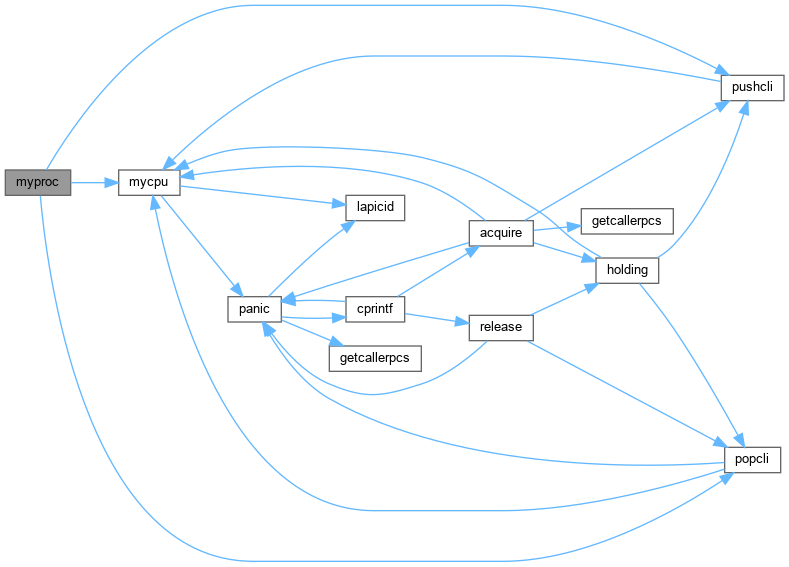 pushcli
myproc
mycpu
lapicid
getcallerpcs
acquire
holding
panic
cprintf
release
getcallerpcs
popcli